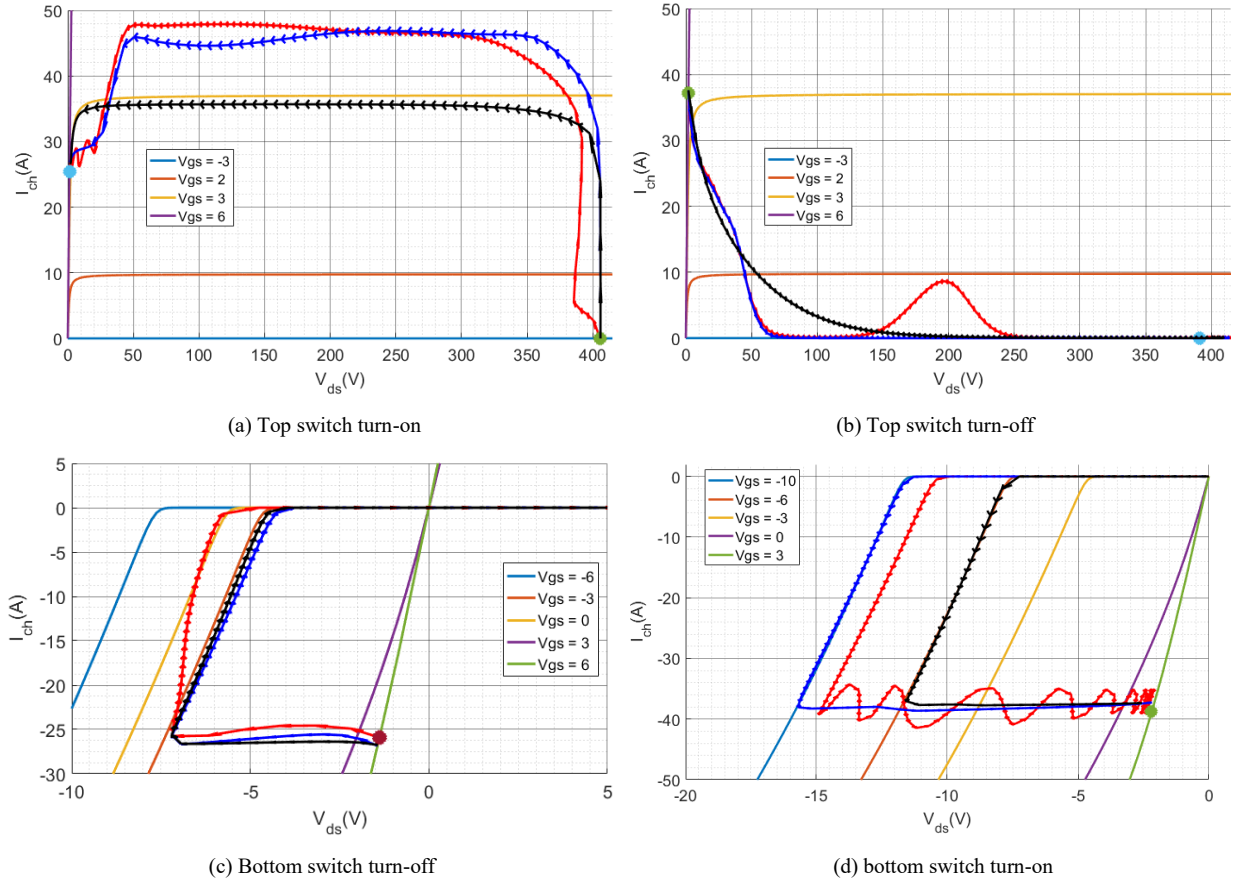 50
40
30
20
10
0
I_ch(A)
Vgs = -3
Vgs = 2
Vgs = 3
Vgs = 6
0 50 100 150 200 250 300 350 400
V_ds(V)
(a) Top switch turn-on
50
40
30
20
10
0
I_ch(A)
Vgs = -3
Vgs = 2
Vgs = 3
Vgs = 6
0 50 100 150 200 250 300 350 400
V_ds(V)
(b) Top switch turn-off
5
0
-5
-10
-15
-20
-25
-30
I_ch(A)
Vgs = -6
Vgs = -3
Vgs = 0
Vgs = 3
Vgs = 6
-10 -5 0 5
V_ds(V)
(c) Bottom switch turn-off
0
-10
-20
-30
-40
-50
I_ch(A)
Vgs = -10
Vgs = -6
Vgs = -3
Vgs = 0
Vgs = 3
-20 -15 -10 -5 0
V_ds(V)
(d) bottom switch turn-on